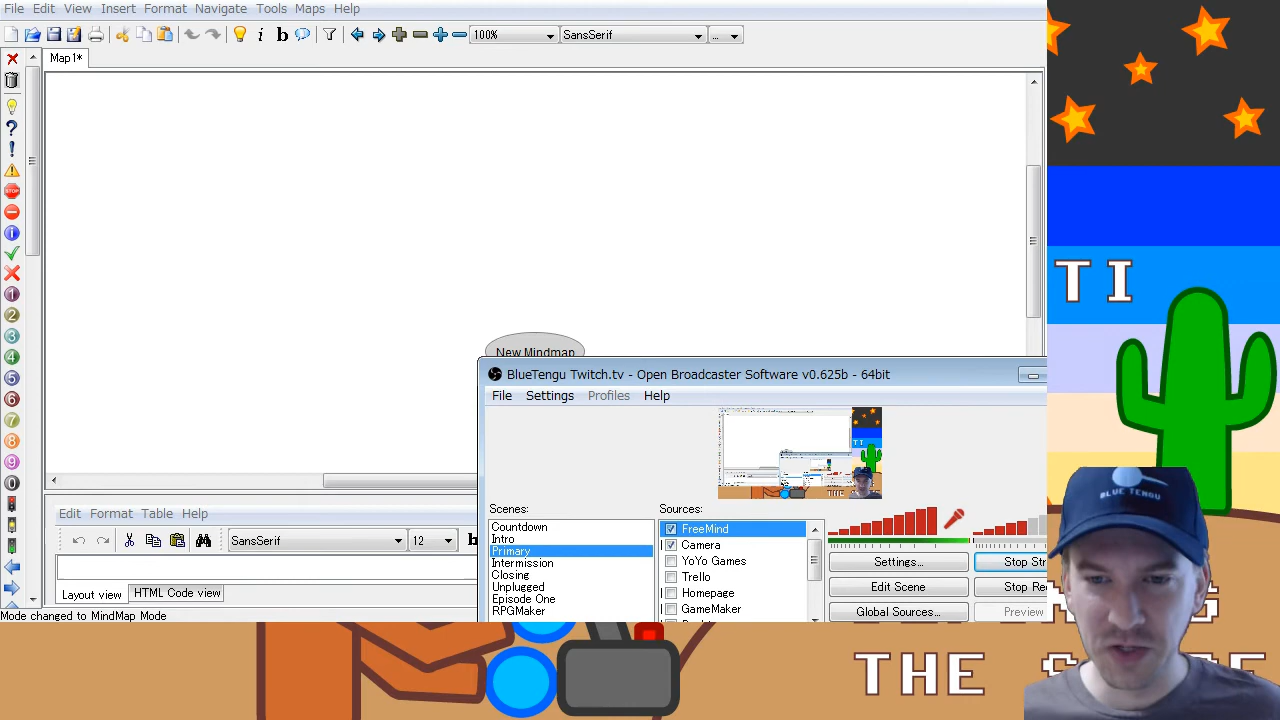 File Edit View Insert Format Navigate Tools Maps Help
100% SansSerif ...
Map1*
New Mindmap
BlueTengu Twitch.tv - Open Broadcaster Software v0.625b - 64bit
File Settings Profiles Help
Scenes: Sources:
Countdown
Intro
Primary
Intermission
Closing
Unplugged
Episode One
RPGMaker
FreeMind
Camera
YoYo Games
Trello
Homepage
GameMaker
Settings... Stop Str
Edit Scene Stop Rec
Global Sources... Preview
Edit Format Table Help
SansSerif 12 b
Layout view HTML Code view
Mode changed to MindMap Mode
TI
THE S
BLUE TENGU